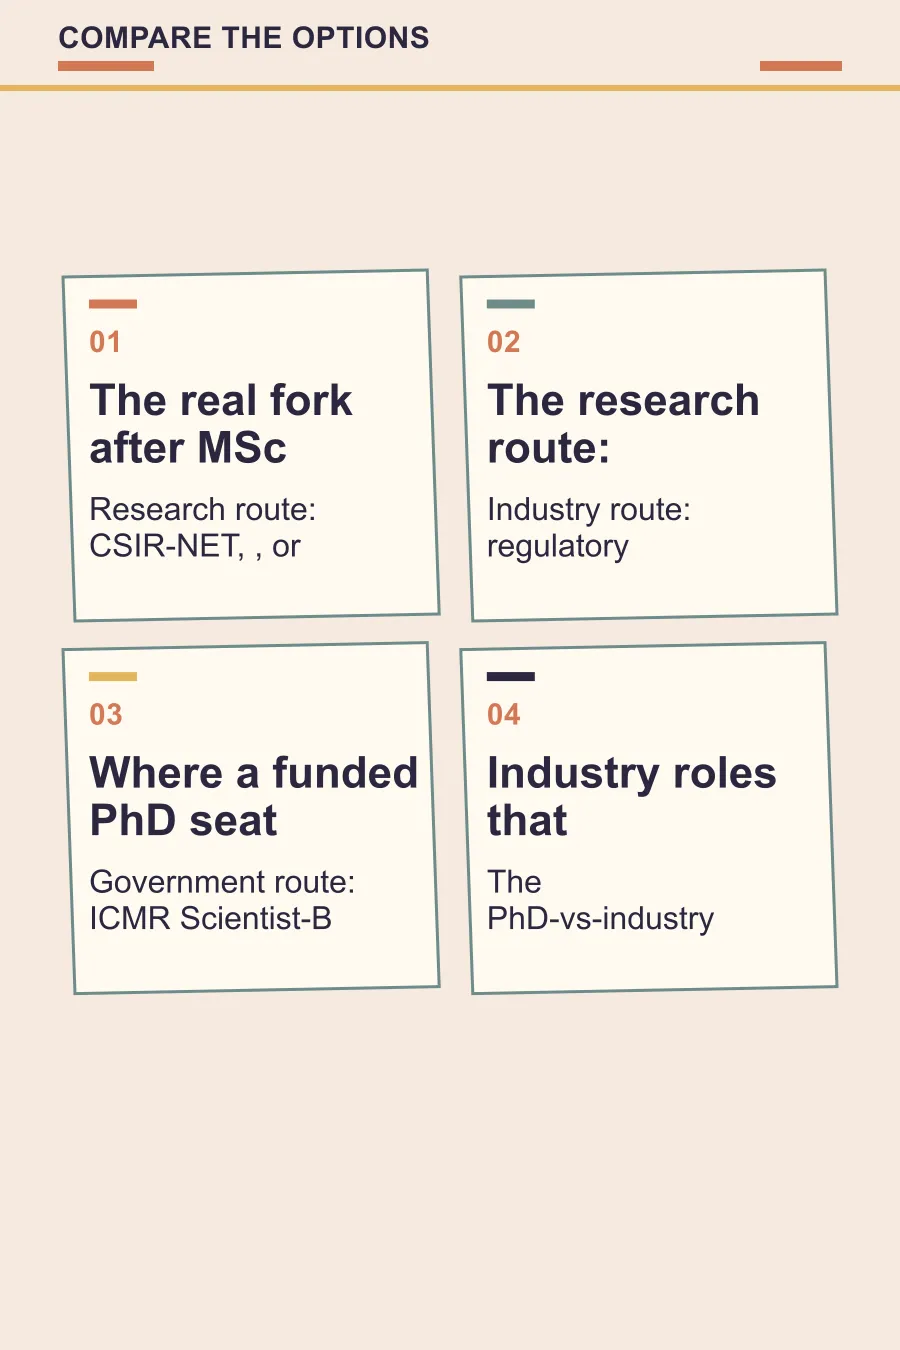 COMPARE THE OPTIONS
01
The real fork
after MSc
Research route:
CSIR-NET, , or
02
The research
route:
Industry route:
regulatory
03
Where a funded
PhD seat
Government route:
ICMR Scientist-B
04
Industry roles
that
The
PhD-vs-industry